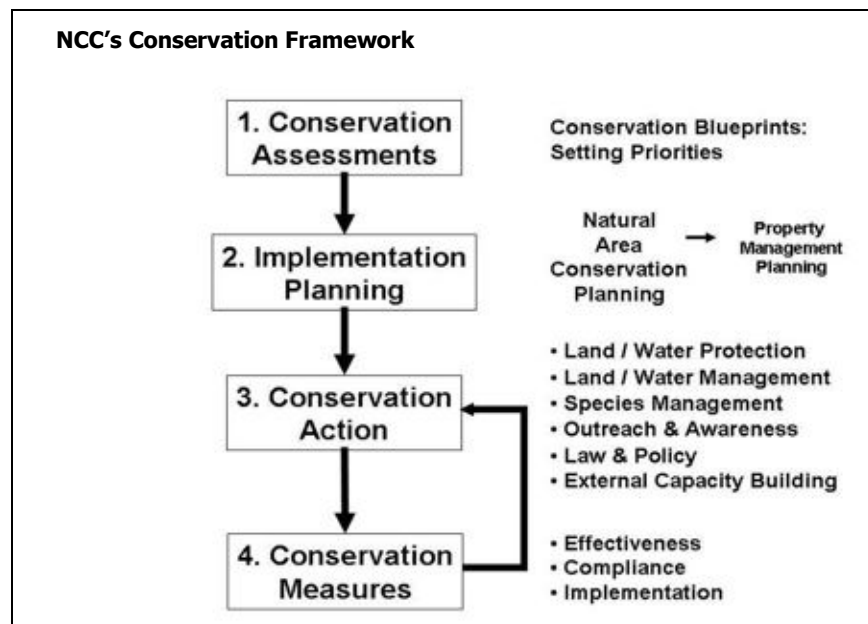 NCC’s Conservation Framework
1. Conservation
Assessments
Conservation Blueprints:
Setting Priorities
2. Implementation
Planning
Natural
Area
Conservation
Planning
Property
Management
Planning
3. Conservation
Action
• Land / Water Protection
• Land / Water Management
• Species Management
• Outreach & Awareness
• Law & Policy
• External Capacity Building
4. Conservation
Measures
• Effectiveness
• Compliance
• Implementation